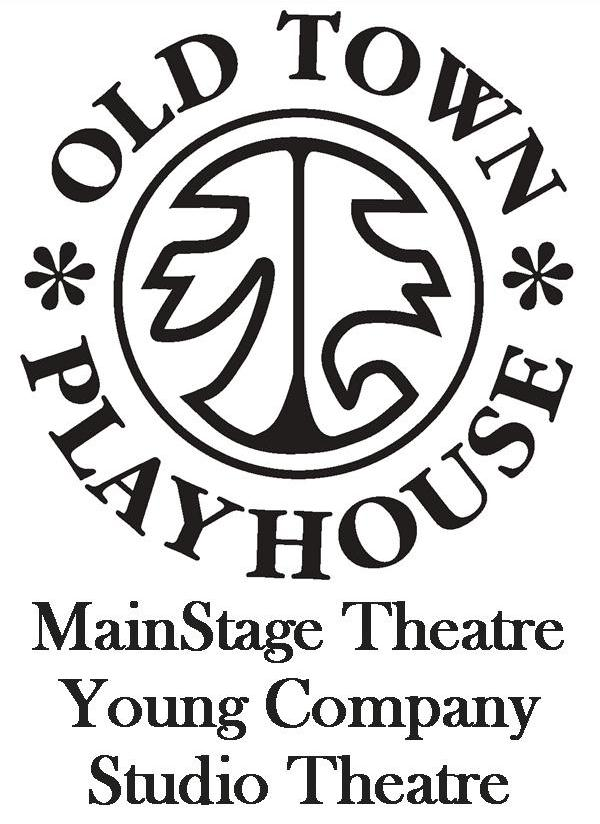 OLD TOWN
PLAYHOUSE
MainStage Theatre
Young Company
Studio Theatre